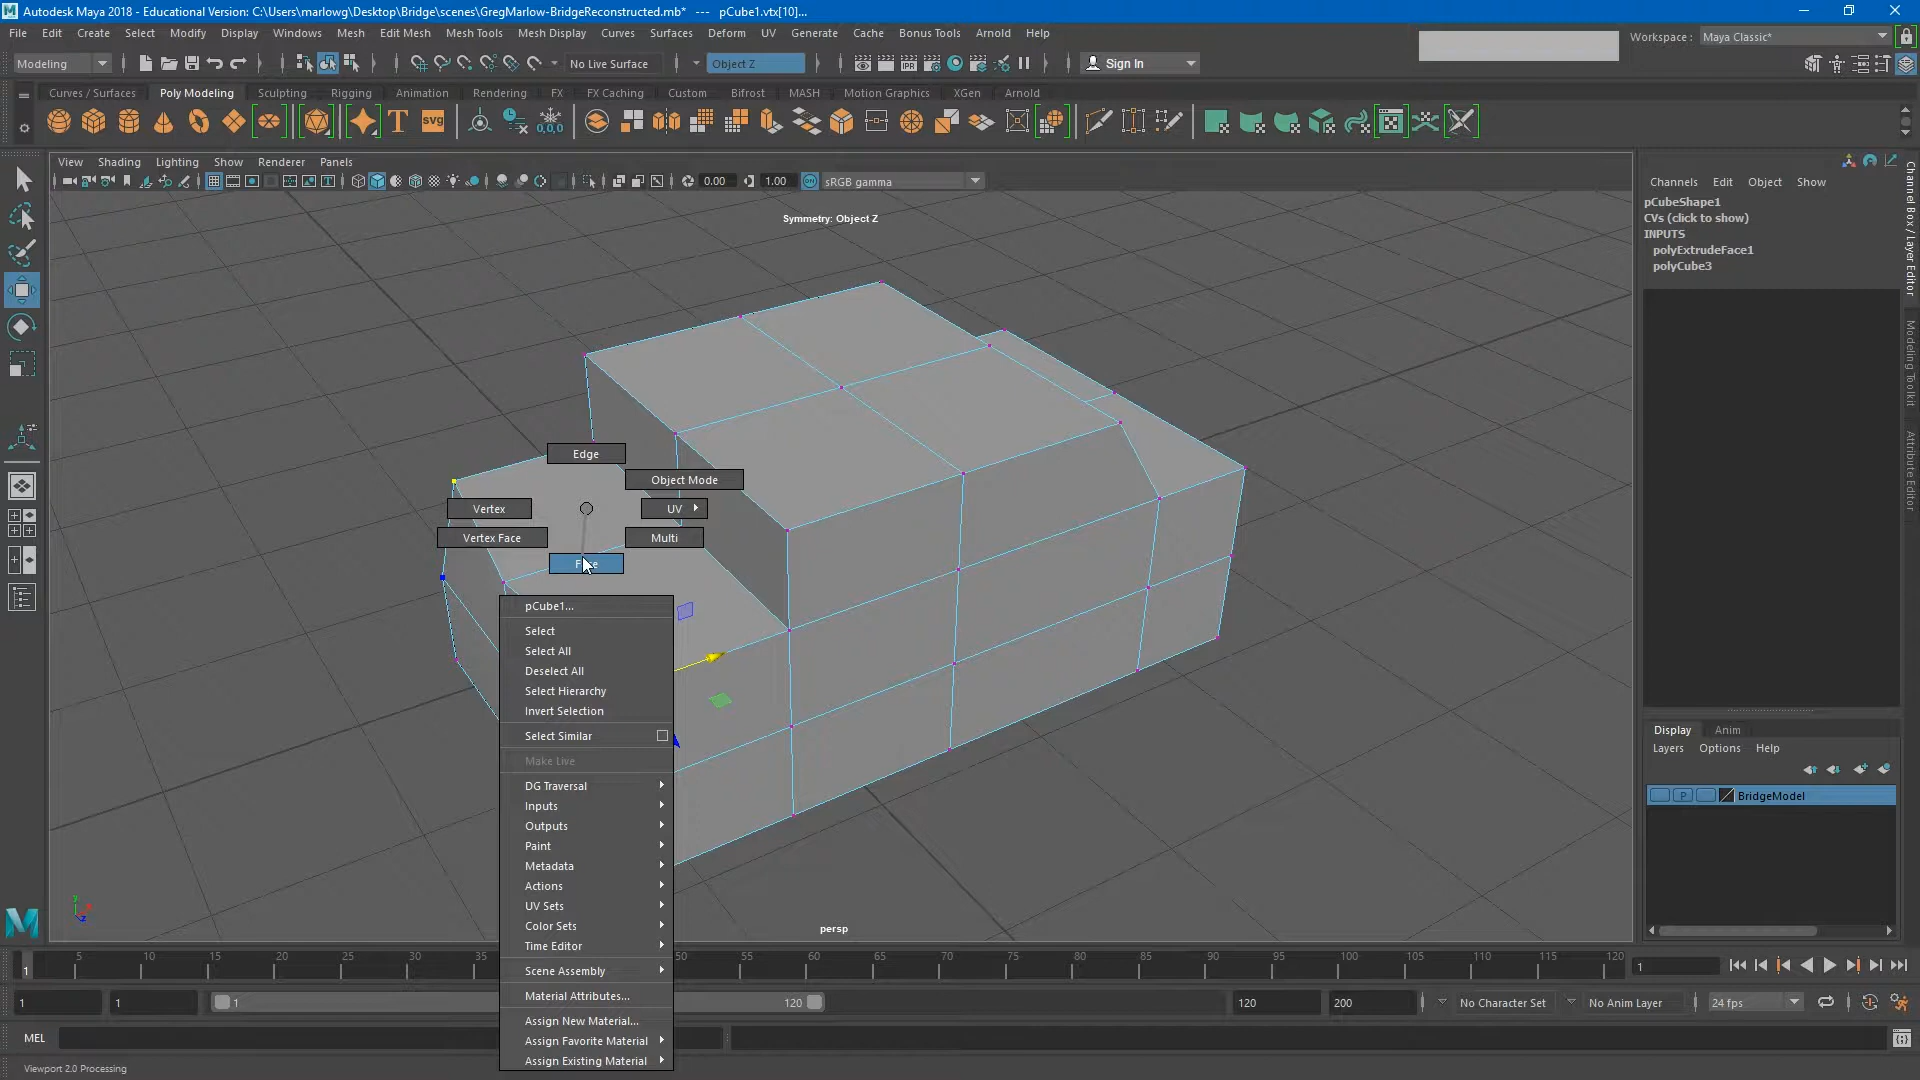 Autodesk Maya 2018 - Educational Version: C:\Users\marlowg\Desktop\Bridge\scenes\GregMarlow-BridgeReconstructed.mb* --- pCube1.vtx[10]...
File Edit Create Select Modify Display Windows Mesh Edit Mesh Mesh Tools Mesh Display Curves Surfaces Deform UV Generate Cache Bonus Tools Arnold Help
Workspace : Maya Classic*
Modeling No Live Surface Object Z Sign In
Curves / Surfaces Poly Modeling Sculpting Rigging Animation Rendering FX FX Caching Custom Bifrost MASH Motion Graphics XGen Arnold
View Shading Lighting Show Renderer Panels
0.00 1.00 sRGB gamma
Symmetry: Object Z
Channels Edit Object Show
pCubeShape1
CVs (click to show)
INPUTS
polyExtrudeFace1
polyCube3
Channel Box / Layer Editor
Modeling Toolkit
Attribute Editor
Edge
Object Mode
Vertex
UV
Vertex Face
Multi
pCube1...
Select
Select All
Deselect All
Select Hierarchy
Invert Selection
Select Similar
Make Live
DG Traversal
Inputs
Outputs
Paint
Metadata
Actions
UV Sets
Color Sets
Time Editor
Scene Assembly
Material Attributes...
Assign New Material...
Assign Favorite Material
Assign Existing Material
persp
Display Anim
Layers Options Help
P BridgeModel
5 10 15 20 25 30 35 50 55 60 65 70 75 80 85 90 95 100 105 110 115 120
1 1
1 1 1 120 120 200 No Character Set No Anim Layer 24 fps
MEL
Viewport 2.0 Processing